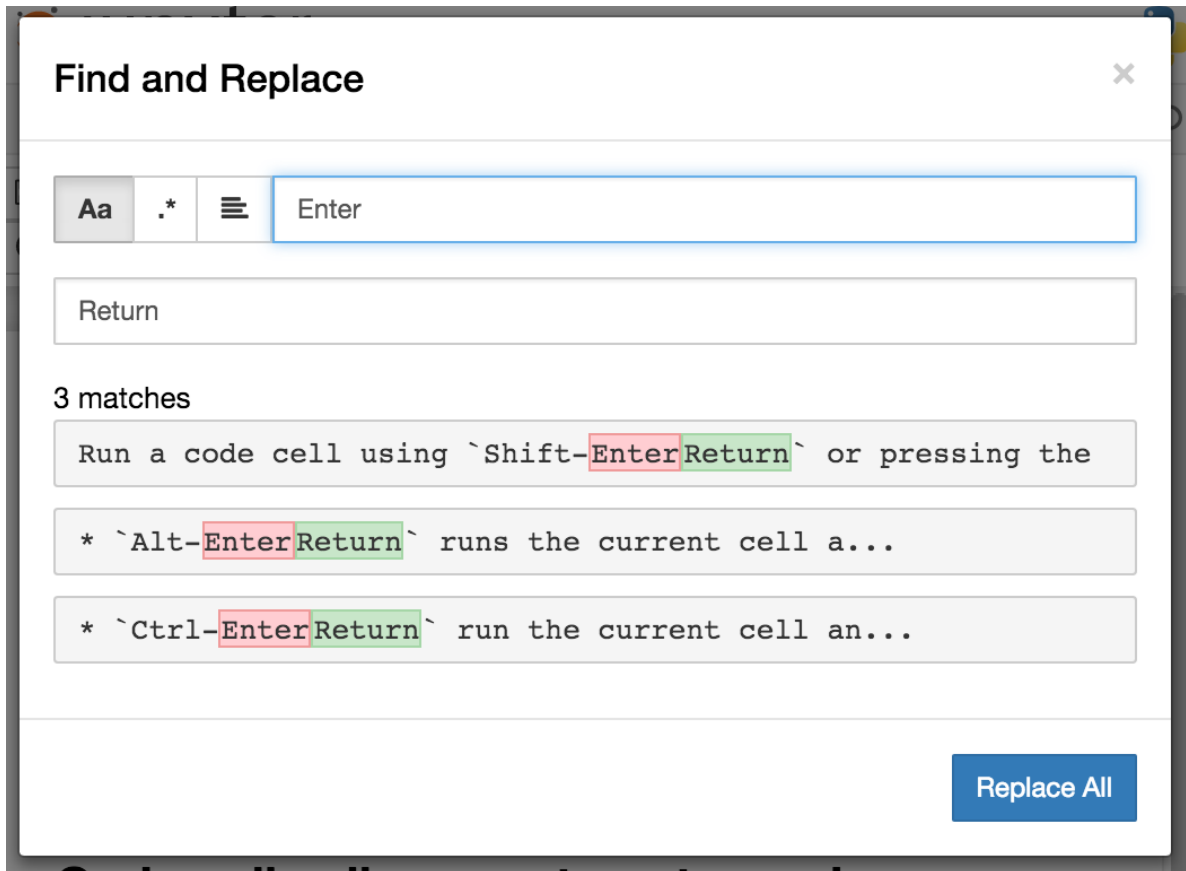 Find and Replace ×
Aa .* Enter
Return
3 matches
Run a code cell using `Shift-EnterReturn` or pressing the
* `Alt-EnterReturn` runs the current cell a...
* `Ctrl-EnterReturn` run the current cell an...
Replace All